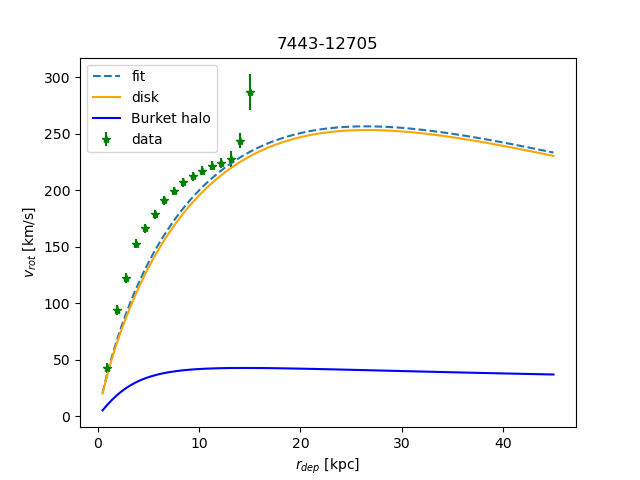 7443-12705
fit
disk
Burket halo
data
300
250
200
150
100
50
0
v_rot [km/s]
0 10 20 30 40
r_dep [kpc]